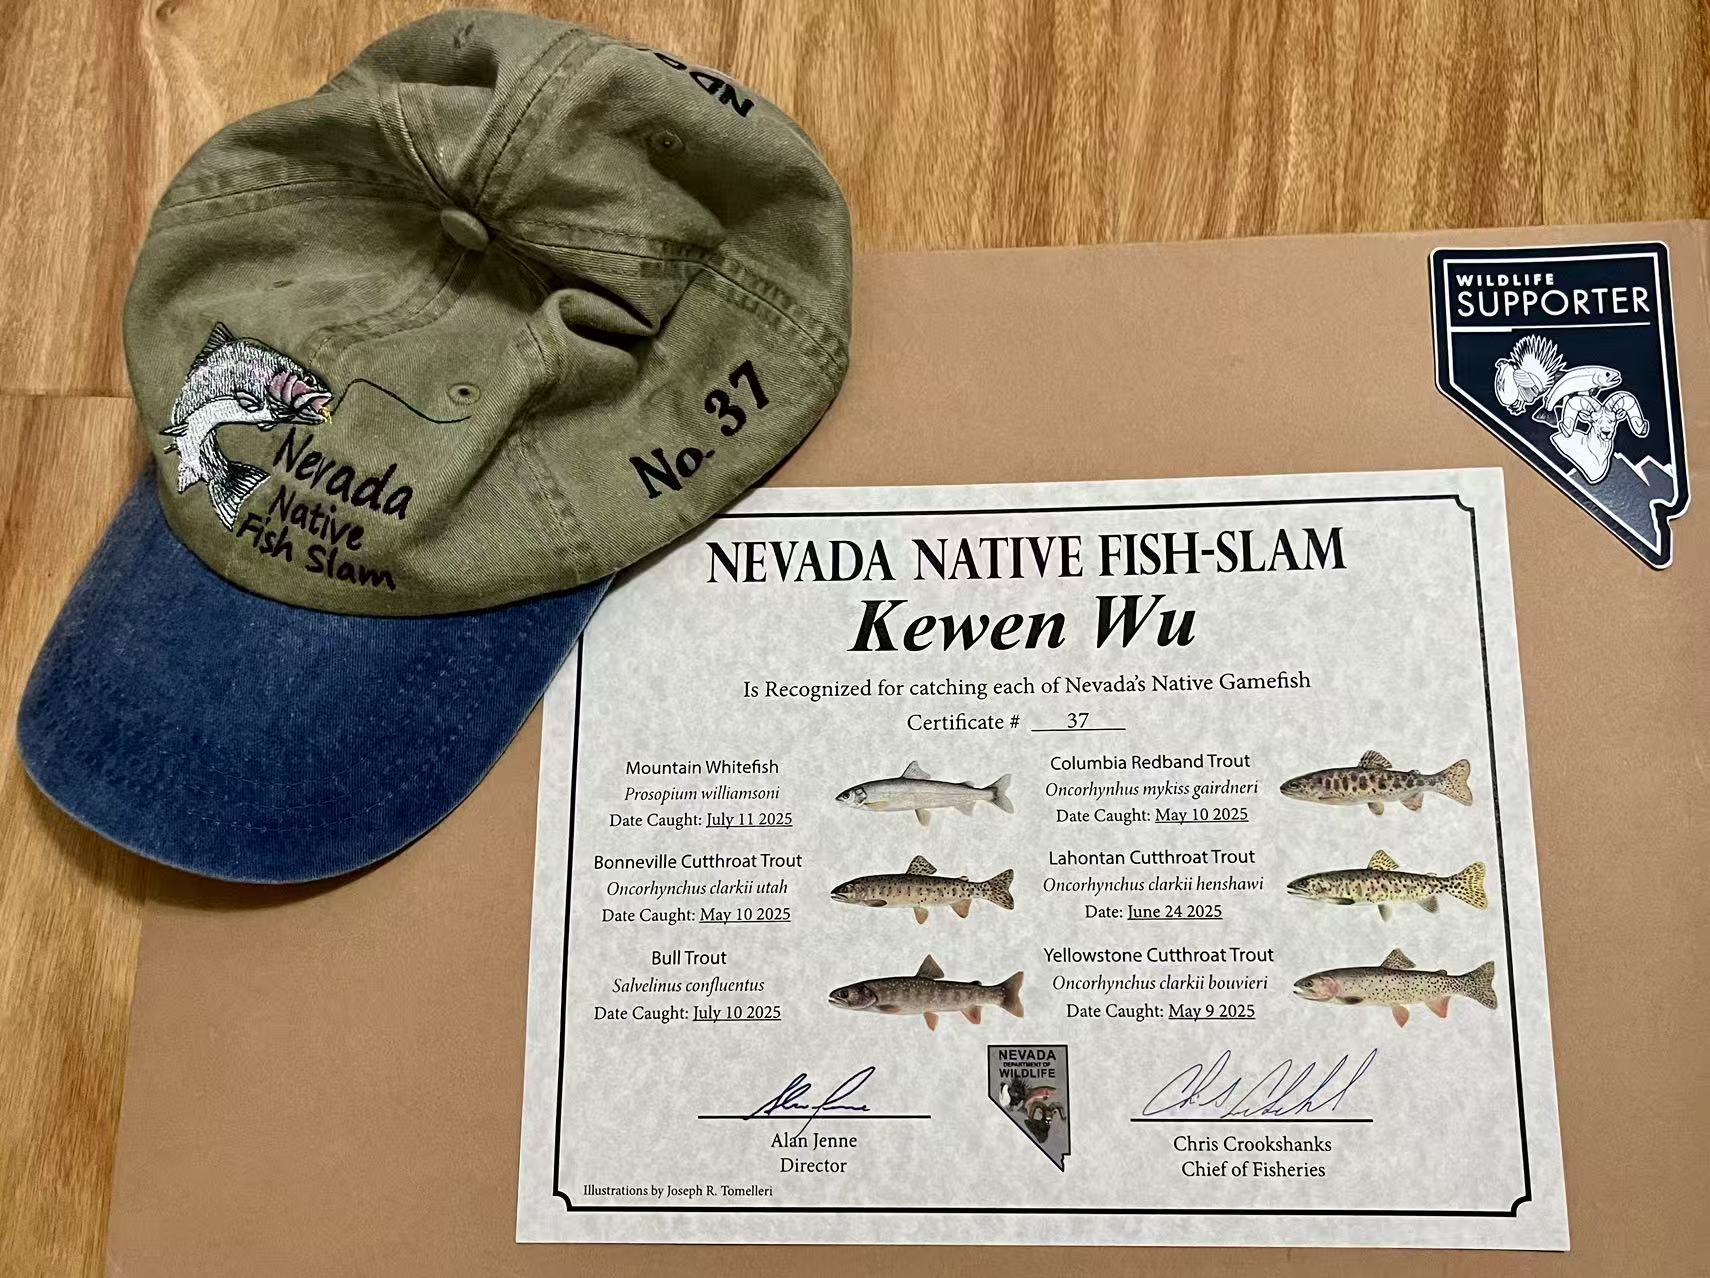 NDO
No. 37
Nevada
Native
Fish Slam
WILDLIFE
SUPPORTER
NEVADA NATIVE FISH-SLAM
Kewen Wu
Is Recognized for catching each of Nevada's Native Gamefish
Certificate # 37
Mountain Whitefish
Prosopium williamsoni
Date Caught: July 11 2025
Columbia Redband Trout
Oncorhynhus mykiss gairdneri
Date Caught: May 10 2025
Bonneville Cutthroat Trout
Oncorhynchus clarkii utah
Date Caught: May 10 2025
Lahontan Cutthroat Trout
Oncorhynchus clarkii henshawi
Date: June 24 2025
Bull Trout
Salvelinus confluentus
Date Caught: July 10 2025
Yellowstone Cutthroat Trout
Oncorhynchus clarkii bouvieri
Date Caught: May 9 2025
NEVADA
DEPARTMENT OF
WILDLIFE
Alan Jenne
Director
Chris Crookshanks
Chief of Fisheries
Illustrations by Joseph R. Tomelleri